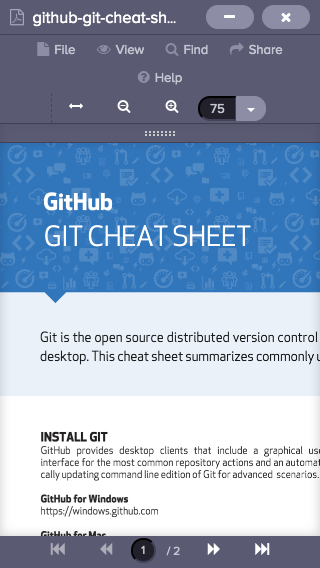 github-git-cheat-sh...
File View Find Share
Help
75
GitHub
GIT CHEAT SHEET
Git is the open source distributed version control
desktop. This cheat sheet summarizes commonly u
INSTALL GIT
GitHub provides desktop clients that include a graphical use
interface for the most common repository actions and an automat
cally updating command line edition of Git for advanced scenarios.
GitHub for Windows
https://windows.github.com
GitHub for Mac
1 / 2